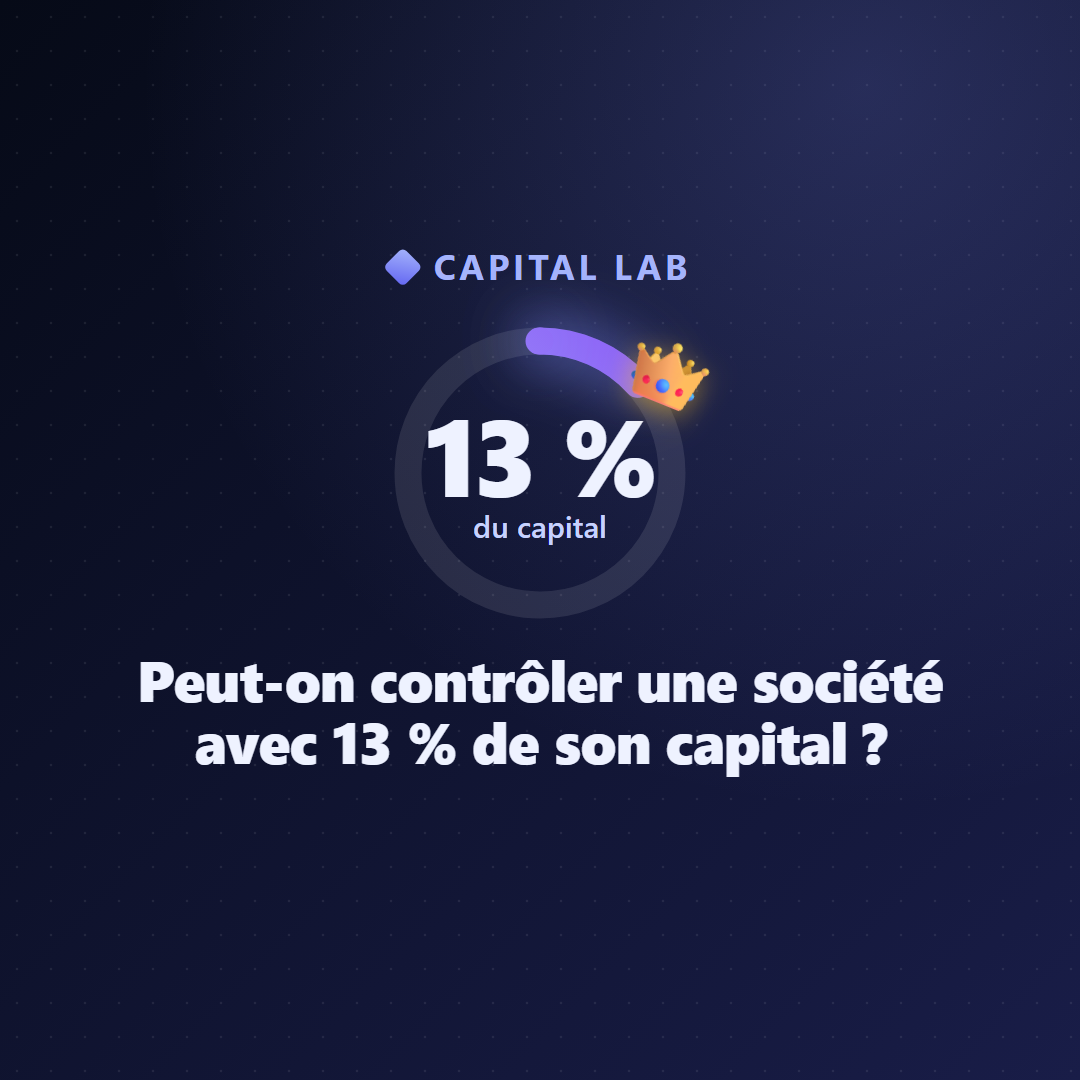 CAPITAL LAB
13 %
du capital
Peut-on contrôler une société
avec 13 % de son capital ?